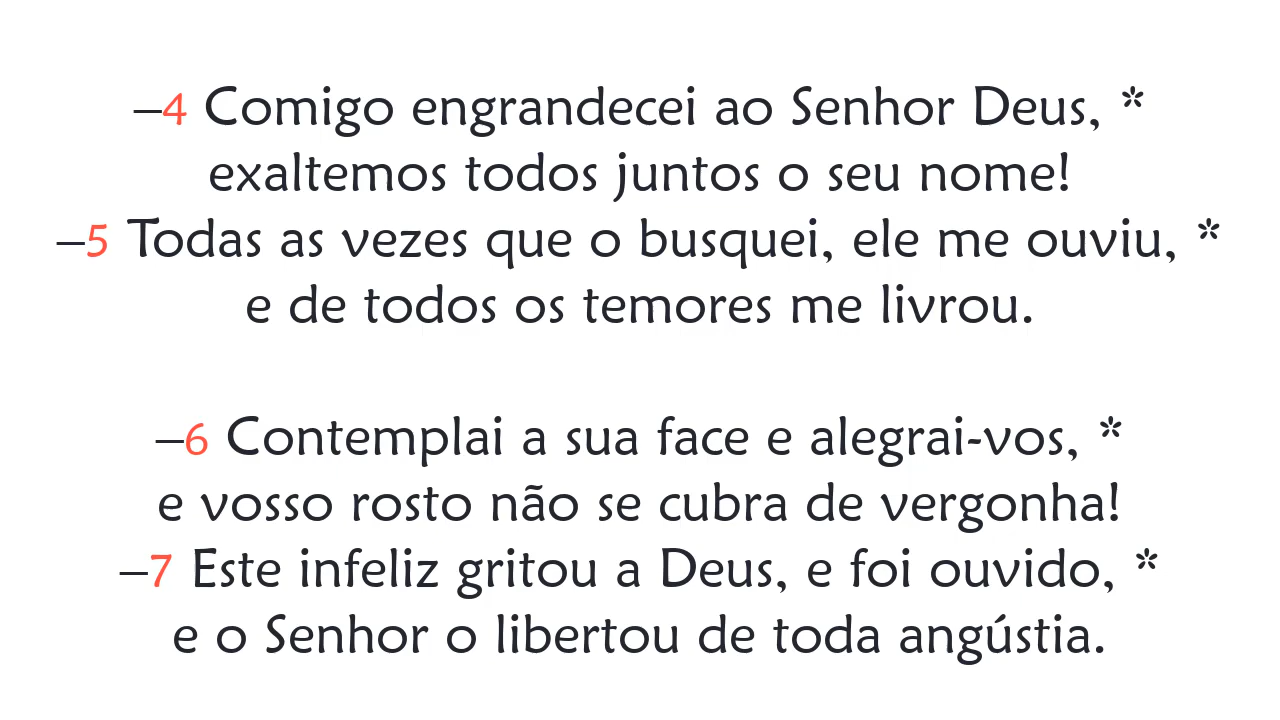 –4 Comigo engrandecei ao Senhor Deus, *
exaltemos todos juntos o seu nome!
–5 Todas as vezes que o busquei, ele me ouviu, *
e de todos os temores me livrou.
–6 Contemplai a sua face e alegrai-vos, *
e vosso rosto não se cubra de vergonha!
–7 Este infeliz gritou a Deus, e foi ouvido, *
e o Senhor o libertou de toda angústia.